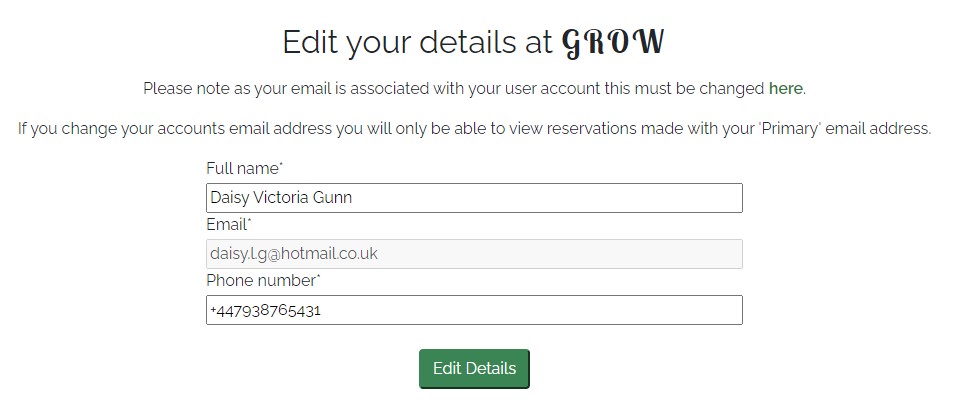 Edit your details at GROW
Please note as your email is associated with your user account this must be changed here.
If you change your accounts email address you will only be able to view reservations made with your 'Primary' email address.
Full name*
Daisy Victoria Gunn
Email*
daisy.l.g@hotmail.co.uk
Phone number*
+447938765431
Edit Details